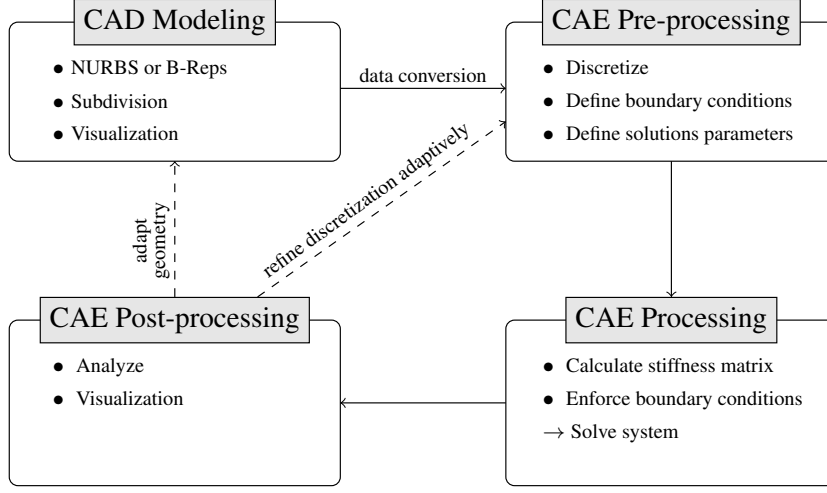 CAD Modeling
● NURBS or B-Reps
● Subdivision
● Visualization
data conversion
CAE Pre-processing
● Discretize
● Define boundary conditions
● Define solutions parameters
adapt
geometry
refine discretization adaptively
CAE Post-processing
● Analyze
● Visualization
CAE Processing
● Calculate stiffness matrix
● Enforce boundary conditions
→ Solve system